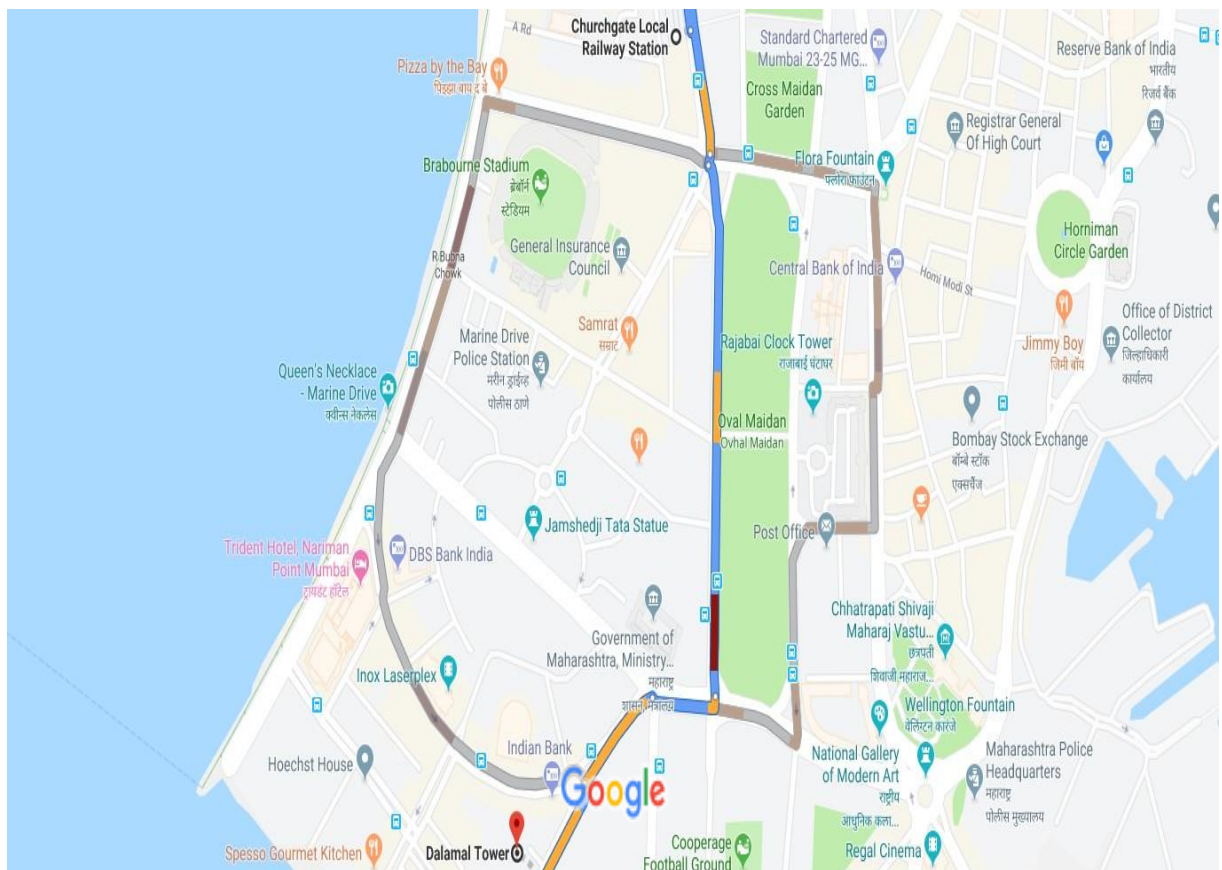 A Rd
Churchgate Local
Railway Station
Standard Chartered
Mumbai 23-25 MG...
Reserve Bank of India
भारतीय
रिजर्व बैंक
Pizza by the Bay
पिझ्झा बाय द बे
Cross Maidan
Garden
Registrar General
Of High Court
Flora Fountain
फ्लोरा फाउंटन
Brabourne Stadium
ब्रेबॉर्न
स्टेडियम
Horniman
Circle Garden
General Insurance
Council
R Bubna
Chowk
Central Bank of India
Homi Modi St
Samrat
सम्राट
Marine Drive
Police Station
मरीन ड्राईव्ह
पोलीस ठाणे
Rajabai Clock Tower
राजाबाई घंटाघर
Jimmy Boy
जिमी बॉय
Office of District
Collector
जिल्हाधिकारी
कार्यालय
Queen's Necklace
- Marine Drive
क्वीन्स नेकलेस
Oval Maidan
Ovhal Maidan
Bombay Stock Exchange
बॉम्बे स्टॉक
एक्सचेंज
Jamshedji Tata Statue
Post Office
DBS Bank India
Trident Hotel, Nariman
Point Mumbai
ट्रायडंट हॉटेल
Government of
Maharashtra, Ministry...
महाराष्ट्र
शासन, मंत्रालय
Chhatrapati Shivaji
Maharaj Vastu...
छत्रपती
शिवाजी महाराज...
Inox Laserplex
Wellington Fountain
वेलिंग्टन कारंजे
Hoechst House
Indian Bank
Google
National Gallery
of Modern Art
राष्ट्रीय
आधुनिक कला...
Maharashtra Police
Headquarters
महाराष्ट्र
पोलीस मुख्यालय
Spesso Gourmet Kitchen
Dalamal Tower
Cooperage
Football Ground
Regal Cinema